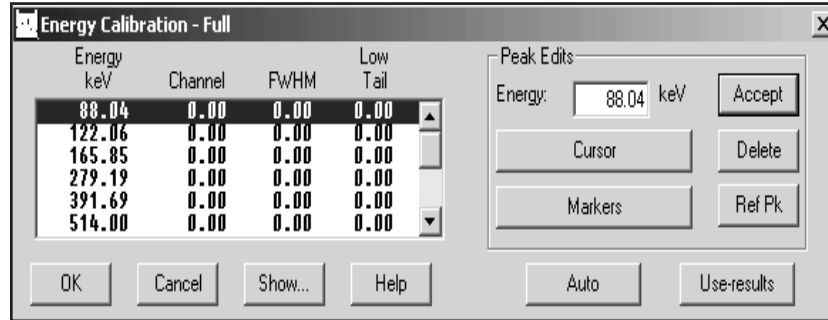 Energy Calibration - Full
X
Energy
keV Channel FWHM Low
Tail
88.04 0.00 0.00 0.00
122.06 0.00 0.00 0.00
165.85 0.00 0.00 0.00
279.19 0.00 0.00 0.00
391.69 0.00 0.00 0.00
514.00 0.00 0.00 0.00
OK Cancel Show... Help
Peak Edits
Energy: 88.04 keV Accept
Cursor Delete
Markers Ref Pk
Auto Use-results